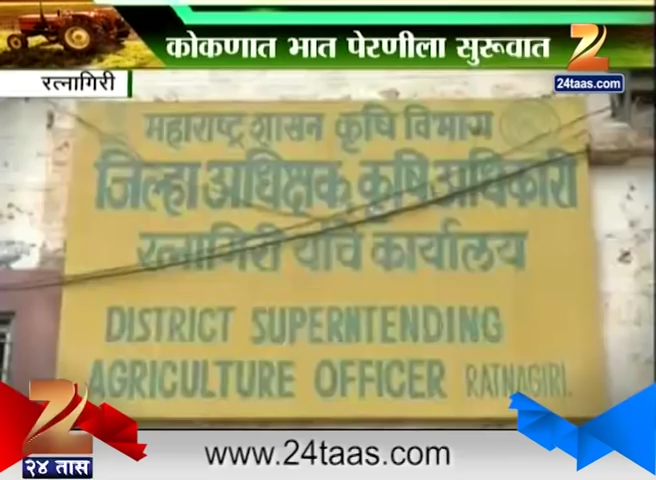 कोकणात भात पेरणीला सुरूवात
24taas.com
रत्नागिरी
महाराष्ट्र शासन कृषि विभाग
जिल्हा अधिक्षक कृषि अधिकारी
रत्नागिरी यांचे कार्यालय
DISTRICT SUPERNTENDING
AGRICULTURE OFFICER RATNAGIRI.
www.24taas.com
२४ तास